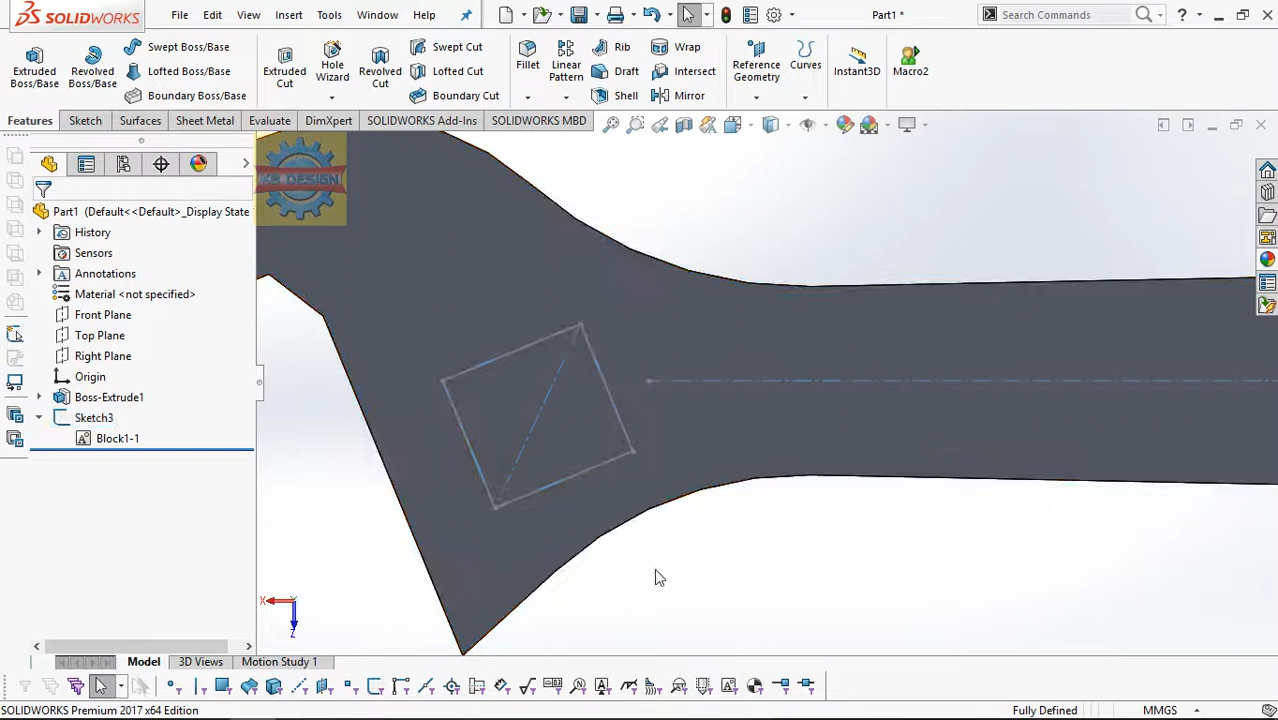 SOLIDWORKS File Edit View Insert Tools Window Help Part1 * Search Commands ?
Extruded Boss/Base Revolved Boss/Base Swept Boss/Base Lofted Boss/Base Boundary Boss/Base Extruded Cut Hole Wizard Revolved Cut Swept Cut Lofted Cut Boundary Cut Fillet Linear Pattern Rib Draft Shell Wrap Intersect Mirror Reference Geometry Curves Instant3D Macro2
Features Sketch Surfaces Sheet Metal Evaluate DimXpert SOLIDWORKS Add-Ins SOLIDWORKS MBD
Part1 (Default<<Default>_Display State
History
Sensors
Annotations
Material <not specified>
Front Plane
Top Plane
Right Plane
Origin
Boss-Extrude1
Sketch3
Block1-1
X
Z
Model 3D Views Motion Study 1
SOLIDWORKS Premium 2017 x64 Edition Fully Defined MMGS